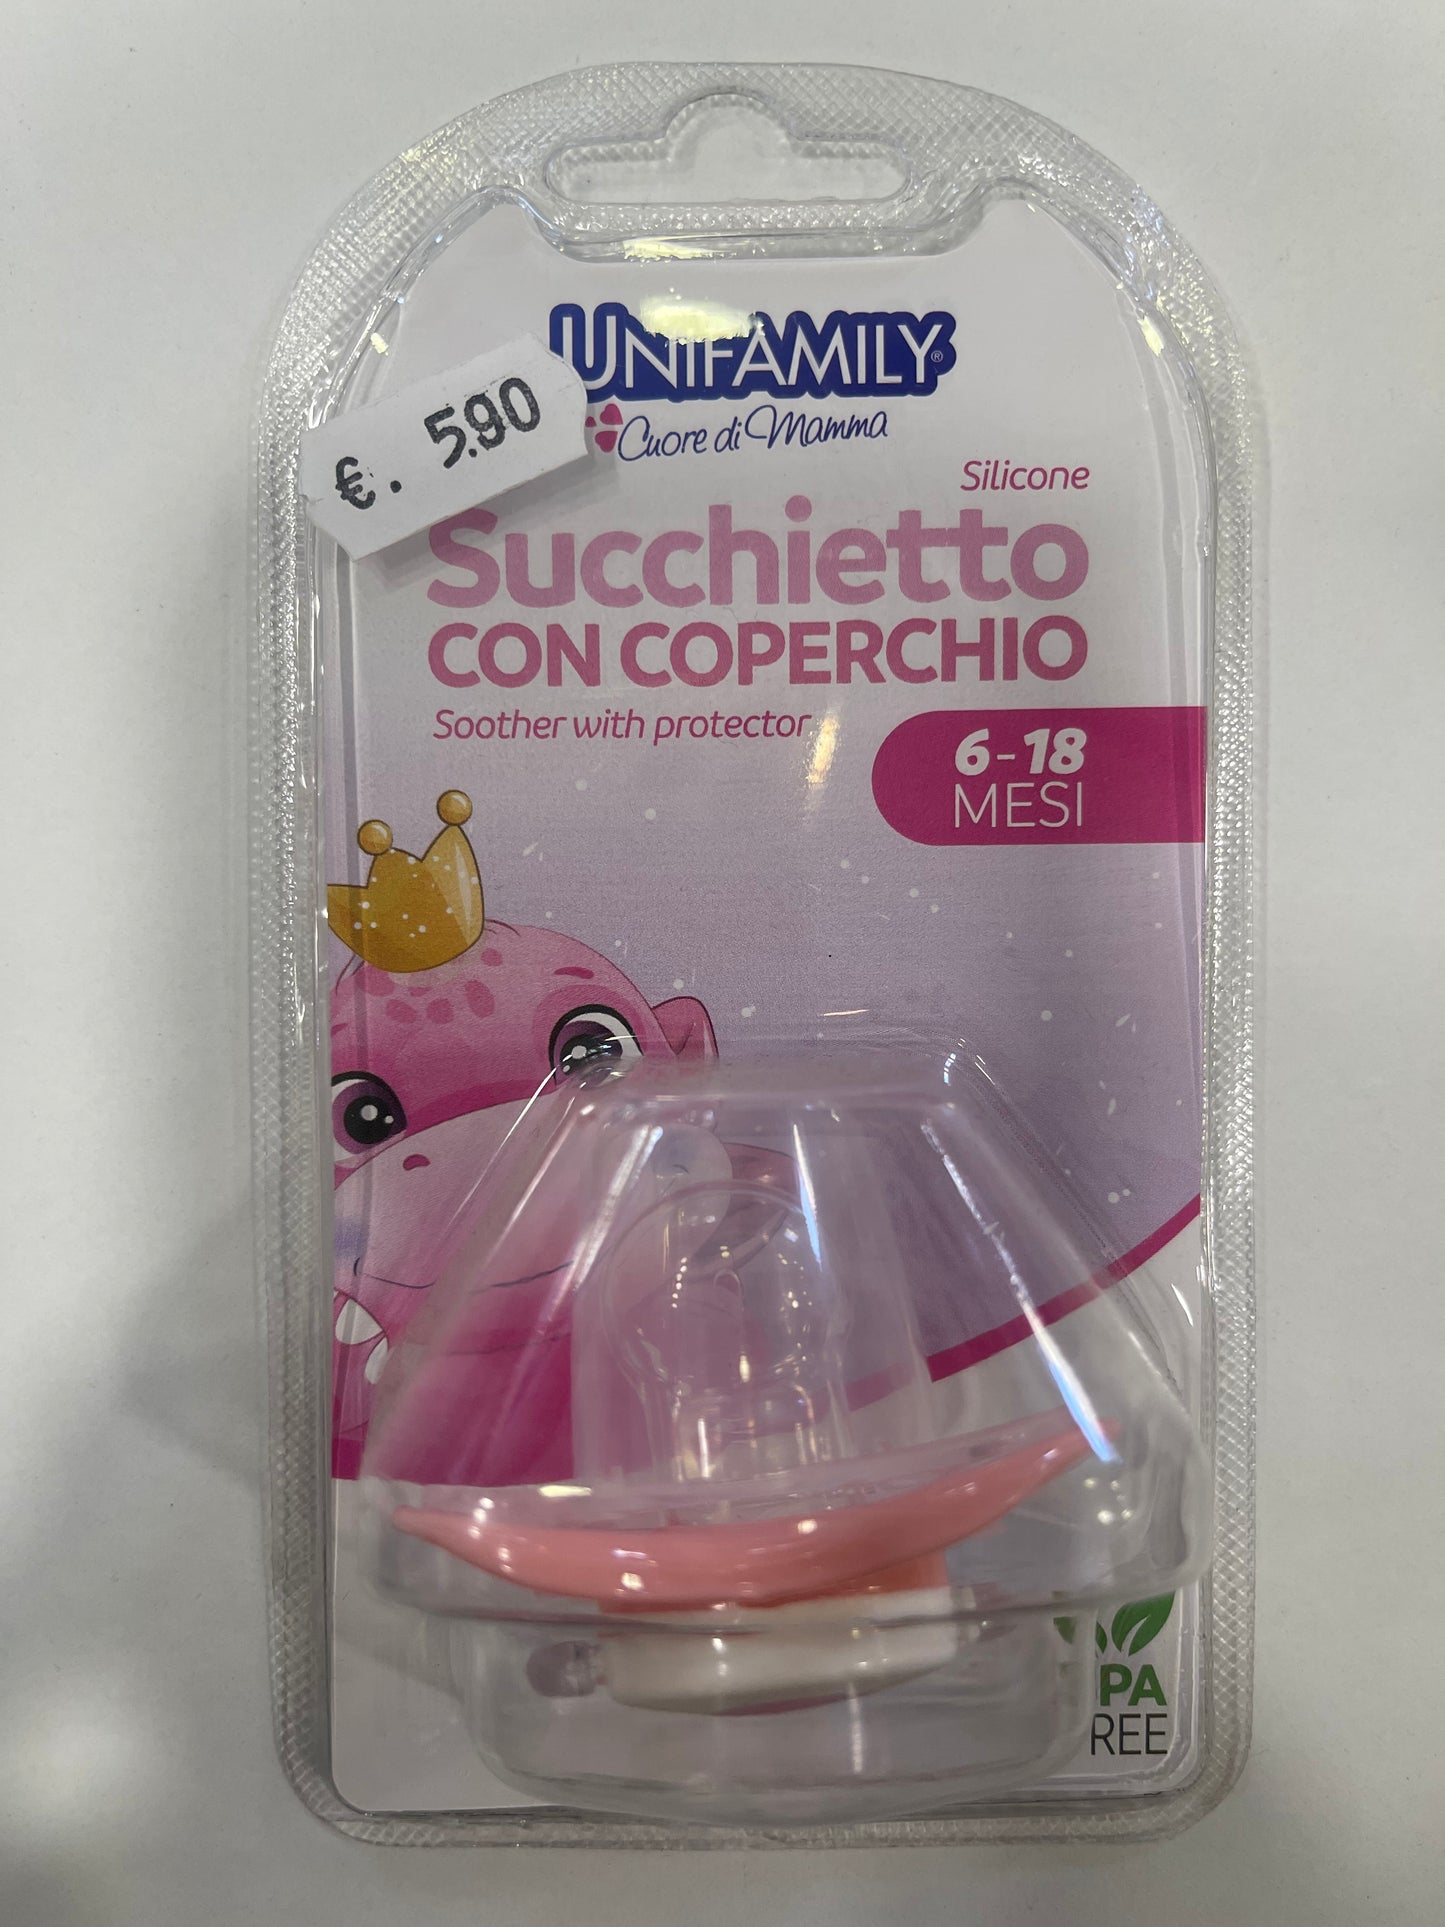 UNIFAMILY®
€. 5.90
Cuore di Mamma
Silicone
Succhietto
CON COPERCHIO
Soother with protector
6-18
MESI
PA
REE